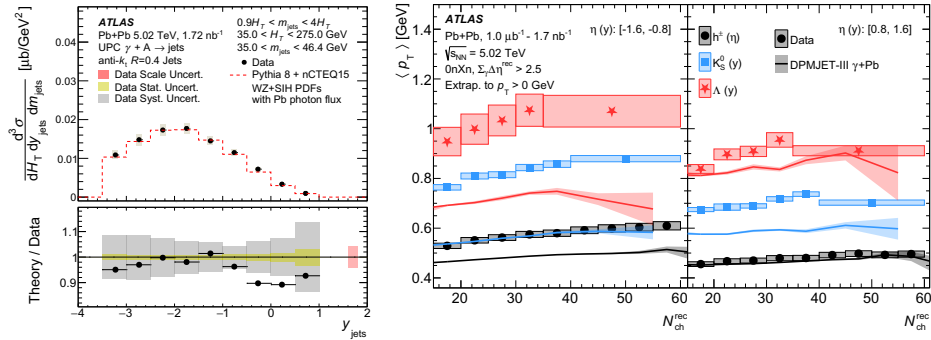 ATLAS
Pb+Pb 5.02 TeV, 1.72 nb⁻¹
UPC γ + A → jets
anti-kₜ R=0.4 Jets
Data Scale Uncert.
Data Stat. Uncert.
Data Syst. Uncert.
0.9H_T < m_jets < 4H_T
35.0 < H_T < 275.0 GeV
35.0 < m_jets < 46.4 GeV
Data
Pythia 8 + nCTEQ15
WZ+SIH PDFs
with Pb photon flux
d³σ / dH_T dy_jets dm_jets [μb/GeV²]
0.04
0.03
0.02
0.01
0.00
Theory / Data
1.1
1
0.9
−4 −3 −2 −1 0 1 2
y_jets
⟨ p_T ⟩ [GeV]
1.4
1.2
1
0.8
0.6
0.4
ATLAS
Pb+Pb, 1.0 μb⁻¹ - 1.7 nb⁻¹
√s_NN = 5.02 TeV
0nXn, Σ_γΔη^rec > 2.5
Extrap. to p_T > 0 GeV
η (y): [-1.6, -0.8]
20 30 40 50 60
N_ch^rec
h^± (η)
K_S^0 (y)
Λ (y)
η (y): [0.8, 1.6]
Data
DPMJET-III γ+Pb
20 30 40 50 60
N_ch^rec